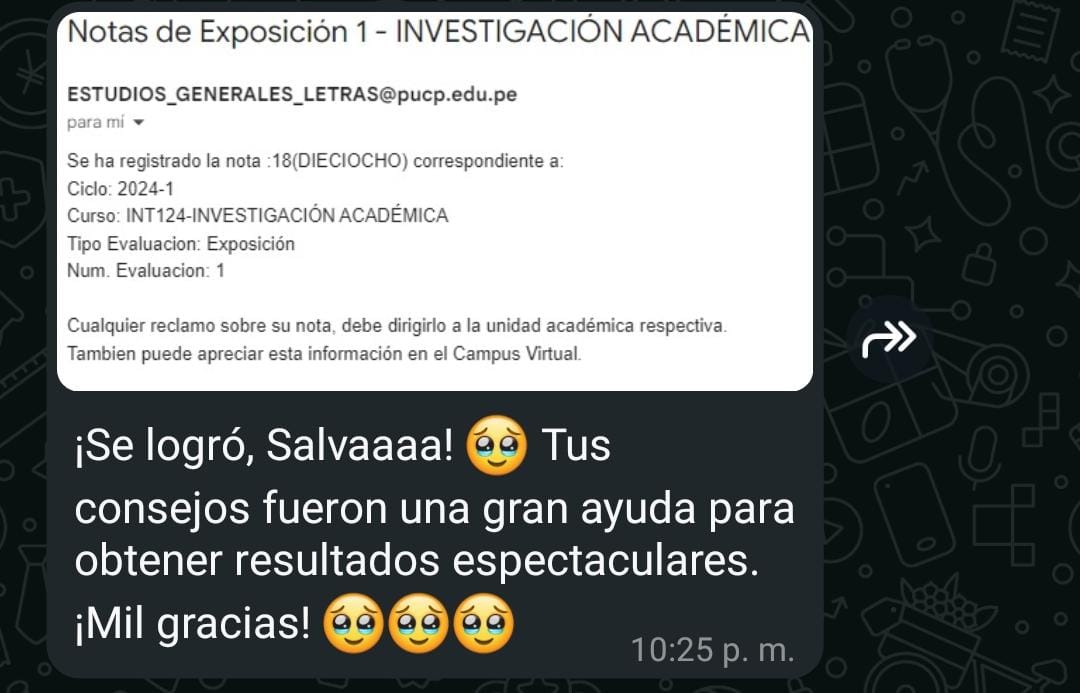 Notas de Exposición 1 - INVESTIGACIÓN ACADÉMICA
ESTUDIOS_GENERALES_LETRAS@pucp.edu.pe
para mí
Se ha registrado la nota :18(DIECIOCHO) correspondiente a:
Ciclo: 2024-1
Curso: INT124-INVESTIGACIÓN ACADÉMICA
Tipo Evaluacion: Exposición
Num. Evaluacion: 1
Cualquier reclamo sobre su nota, debe dirigirlo a la unidad académica respectiva.
Tambien puede apreciar esta información en el Campus Virtual.
¡Se logró, Salvaaaa! 🥹 Tus
consejos fueron una gran ayuda para
obtener resultados espectaculares.
¡Mil gracias! 🥹🥹🥹
10:25 p. m.